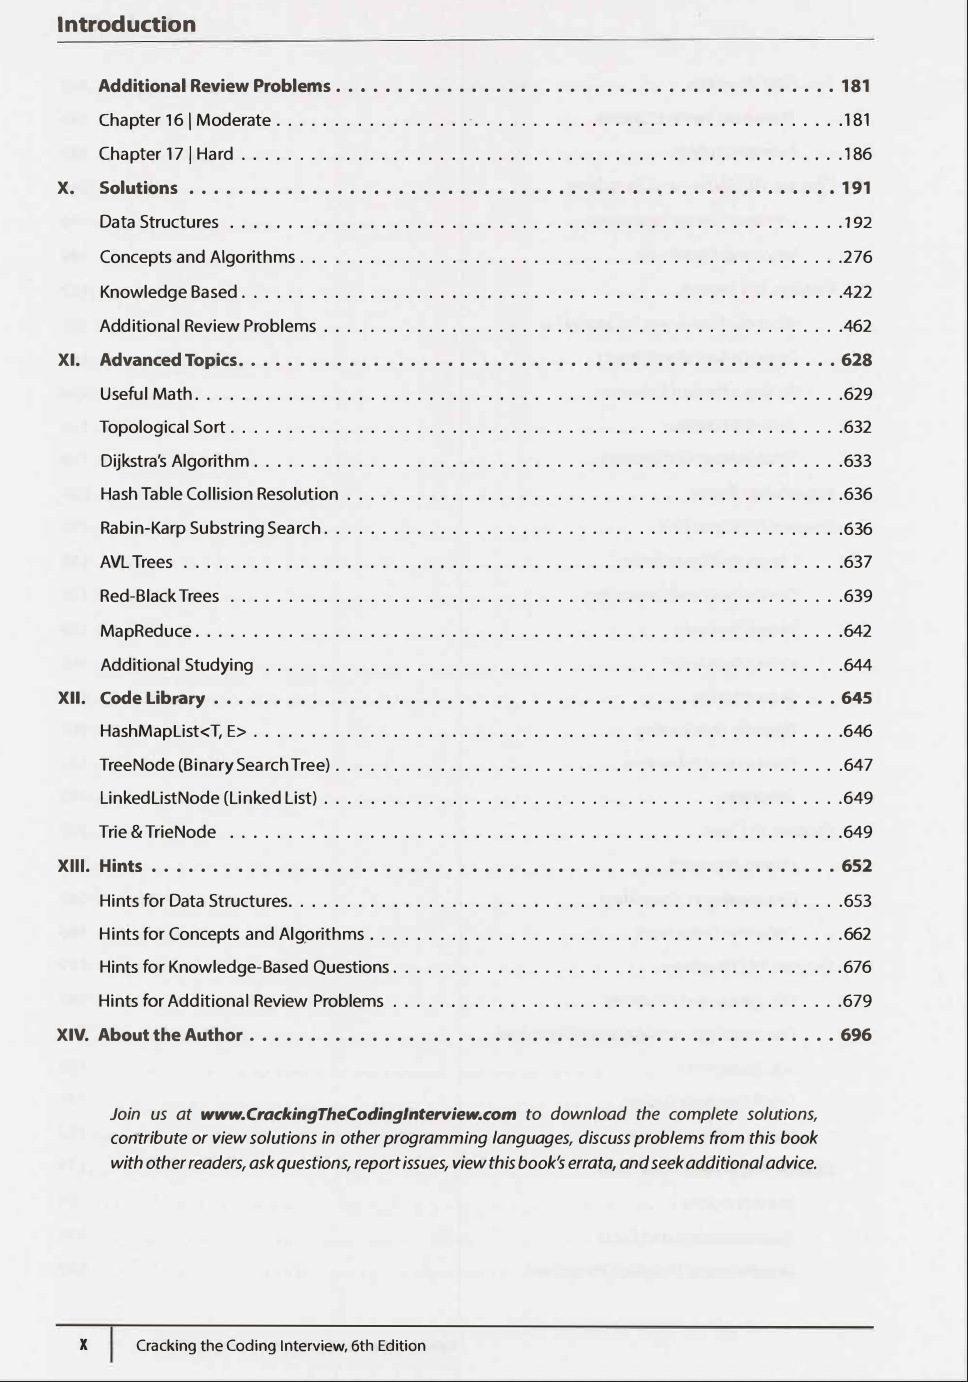 Introduction
Additional Review Problems . . . . . . . . . . . . . . . . . . . . . . . . . . . . . . . . . . . . . . . . . 181
Chapter 16 | Moderate . . . . . . . . . . . . . . . . . . . . . . . . . . . . . . . . . . . . . . . . . . . . . . . . .181
Chapter 17 | Hard . . . . . . . . . . . . . . . . . . . . . . . . . . . . . . . . . . . . . . . . . . . . . . . . . . . .186
X. Solutions . . . . . . . . . . . . . . . . . . . . . . . . . . . . . . . . . . . . . . . . . . . . . . . . . . . . . 191
Data Structures . . . . . . . . . . . . . . . . . . . . . . . . . . . . . . . . . . . . . . . . . . . . . . . . . . . . .192
Concepts and Algorithms . . . . . . . . . . . . . . . . . . . . . . . . . . . . . . . . . . . . . . . . . . . . . . .276
Knowledge Based . . . . . . . . . . . . . . . . . . . . . . . . . . . . . . . . . . . . . . . . . . . . . . . . . . . .422
Additional Review Problems . . . . . . . . . . . . . . . . . . . . . . . . . . . . . . . . . . . . . . . . . . . . .462
XI. Advanced Topics. . . . . . . . . . . . . . . . . . . . . . . . . . . . . . . . . . . . . . . . . . . . . . . . . 628
Useful Math. . . . . . . . . . . . . . . . . . . . . . . . . . . . . . . . . . . . . . . . . . . . . . . . . . . . . . . .629
Topological Sort . . . . . . . . . . . . . . . . . . . . . . . . . . . . . . . . . . . . . . . . . . . . . . . . . . . . .632
Dijkstra's Algorithm . . . . . . . . . . . . . . . . . . . . . . . . . . . . . . . . . . . . . . . . . . . . . . . . . . .633
Hash Table Collision Resolution . . . . . . . . . . . . . . . . . . . . . . . . . . . . . . . . . . . . . . . . . . .636
Rabin-Karp Substring Search . . . . . . . . . . . . . . . . . . . . . . . . . . . . . . . . . . . . . . . . . . . . .636
AVL Trees . . . . . . . . . . . . . . . . . . . . . . . . . . . . . . . . . . . . . . . . . . . . . . . . . . . . . . . . .637
Red-Black Trees . . . . . . . . . . . . . . . . . . . . . . . . . . . . . . . . . . . . . . . . . . . . . . . . . . . . .639
MapReduce . . . . . . . . . . . . . . . . . . . . . . . . . . . . . . . . . . . . . . . . . . . . . . . . . . . . . . . .642
Additional Studying . . . . . . . . . . . . . . . . . . . . . . . . . . . . . . . . . . . . . . . . . . . . . . . . . .644
XII. Code Library . . . . . . . . . . . . . . . . . . . . . . . . . . . . . . . . . . . . . . . . . . . . . . . . . . . 645
HashMapList<T, E> . . . . . . . . . . . . . . . . . . . . . . . . . . . . . . . . . . . . . . . . . . . . . . . . . . .646
TreeNode (Binary Search Tree) . . . . . . . . . . . . . . . . . . . . . . . . . . . . . . . . . . . . . . . . . . . .647
LinkedListNode (Linked List) . . . . . . . . . . . . . . . . . . . . . . . . . . . . . . . . . . . . . . . . . . . . .649
Trie & TrieNode . . . . . . . . . . . . . . . . . . . . . . . . . . . . . . . . . . . . . . . . . . . . . . . . . . . . .649
XIII. Hints . . . . . . . . . . . . . . . . . . . . . . . . . . . . . . . . . . . . . . . . . . . . . . . . . . . . . . . . 652
Hints for Data Structures. . . . . . . . . . . . . . . . . . . . . . . . . . . . . . . . . . . . . . . . . . . . . . . .653
Hints for Concepts and Algorithms . . . . . . . . . . . . . . . . . . . . . . . . . . . . . . . . . . . . . . . . .662
Hints for Knowledge-Based Questions . . . . . . . . . . . . . . . . . . . . . . . . . . . . . . . . . . . . . . .676
Hints for Additional Review Problems . . . . . . . . . . . . . . . . . . . . . . . . . . . . . . . . . . . . . . .679
XIV. About the Author . . . . . . . . . . . . . . . . . . . . . . . . . . . . . . . . . . . . . . . . . . . . . . . . 696
Join us at www.CrackingTheCodingInterview.com to download the complete solutions,
contribute or view solutions in other programming languages, discuss problems from this book
with other readers, ask questions, report issues, view this book's errata, and seek additional advice.
X | Cracking the Coding Interview, 6th Edition